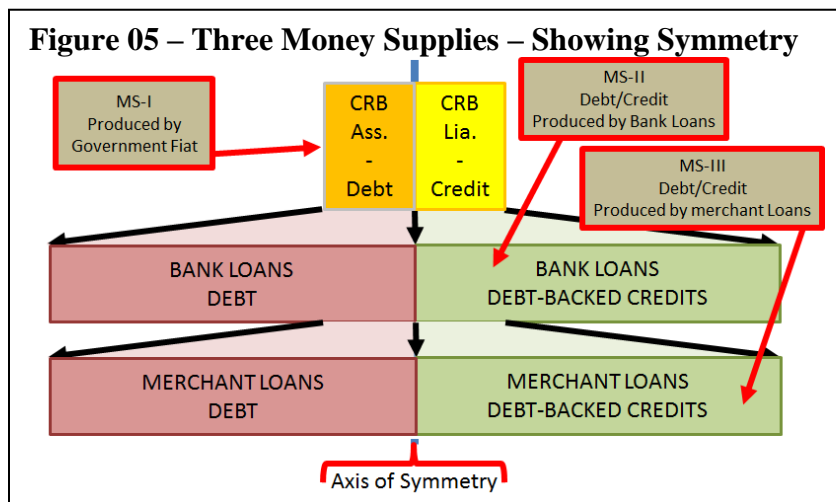 Figure 05 – Three Money Supplies – Showing Symmetry
MS-I
Produced by
Government Fiat
CRB
Ass.
-
Debt
CRB
Lia.
-
Credit
MS-II
Debt/Credit
Produced by Bank Loans
MS-III
Debt/Credit
Produced by merchant Loans
BANK LOANS
DEBT
BANK LOANS
DEBT-BACKED CREDITS
MERCHANT LOANS
DEBT
MERCHANT LOANS
DEBT-BACKED CREDITS
Axis of Symmetry